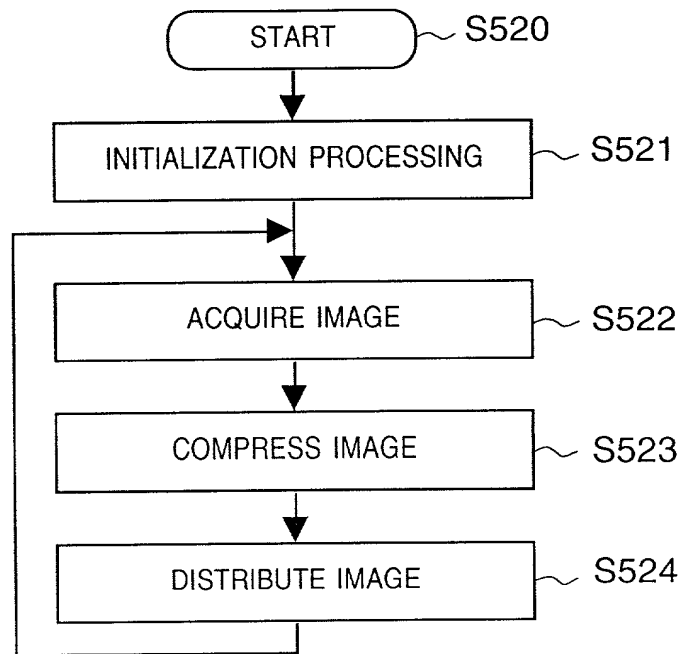 START S520
INITIALIZATION PROCESSING S521
ACQUIRE IMAGE S522
COMPRESS IMAGE S523
DISTRIBUTE IMAGE S524